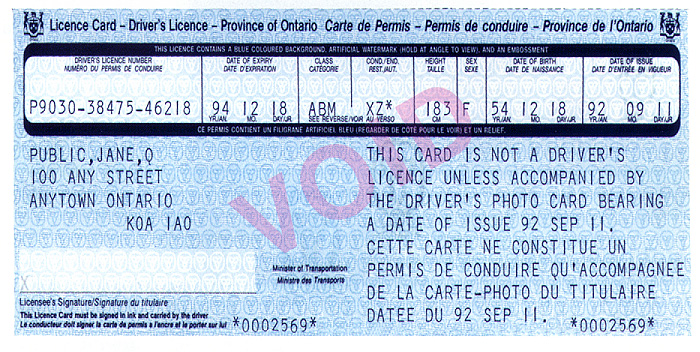 Licence Card - Driver's Licence - Province of Ontario Carte de Permis - Permis de conduire - Province de l'Ontario
THIS LICENCE CONTAINS A BLUE COLOURED BACKGROUND, ARTIFICIAL WATERMARK (HOLD AT ANGLE TO VIEW), AND AN EMBOSSMENT
DRIVER'S LICENCE NUMBER DATE OF EXPIRY CLASS COND./END. HEIGHT SEX DATE OF BIRTH DATE OF ISSUE
NUMÉRO DU PERMIS DE CONDUIRE DATE D'EXPIRATION CATÉGORIE REST./AUT. TAILLE SEXE DATE DE NAISSANCE DATE D'ENTRÉE EN VIGUEUR
P9030-38475-46218 94 12 18 ABM X7* 183 F 54 12 18 92 09 11
YR./AN. MO. DAY/JR SEE REVERSE/VOIR AU VERSO CM YR./AN. MO. DAY/JR YR./AN. MO. DAY/JR
CE PERMIS CONTIENT UN FILIGRANE ARTIFICIEL BLEU (REGARDER DE CÔTÉ POUR LE VOIR) ET UN RELIEF.
VOID
PUBLIC,JANE,Q
100 ANY STREET
ANYTOWN ONTARIO
K0A 1A0
THIS CARD IS NOT A DRIVER'S
LICENCE UNLESS ACCOMPANIED BY
THE DRIVER'S PHOTO CARD BEARING
A DATE OF ISSUE 92 SEP 11.
CETTE CARTE NE CONSTITUE UN
PERMIS DE CONDUIRE QU'ACCOMPAGNEE
DE LA CARTE-PHOTO DU TITULAIRE
DATEE DU 92 SEP 11.
X
Minister of Transportation
Ministre des Transports
Licensee's Signature/Signature du titulaire
This Licence Card must be signed in ink and carried by the driver
Le conducteur doit signer la carte de permis a l'encre et le porter sur lui
*0002569* *0002569*